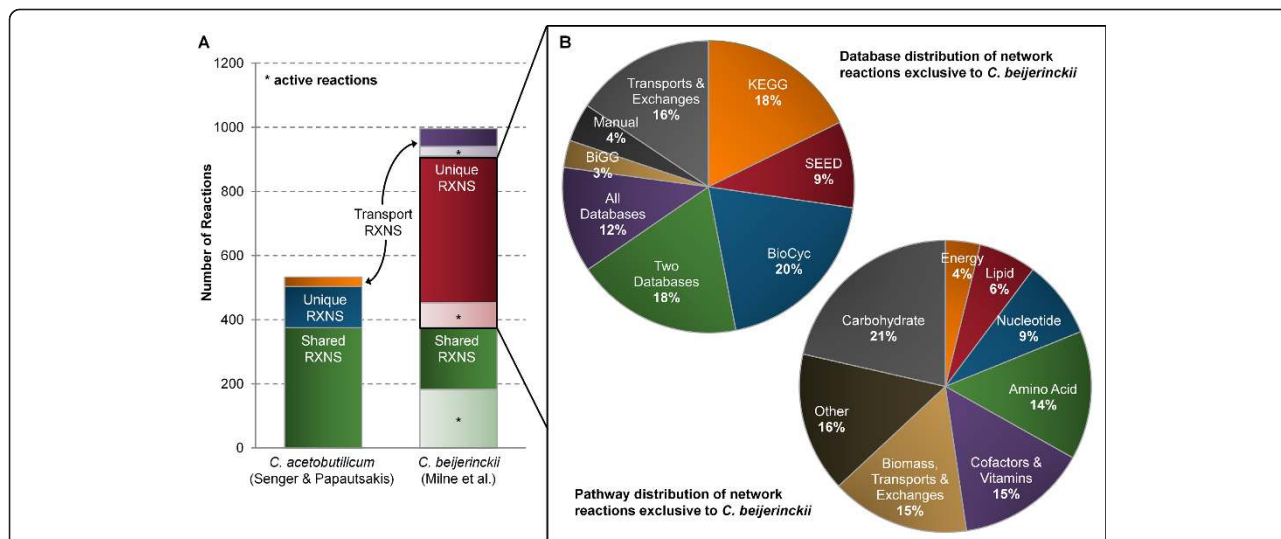 A
1200
1000
800
600
400
200
0
Number of Reactions
* active reactions
*
Unique
RXNS
Transport
RXNS
*
Unique
RXNS
Shared
RXNS
Shared
RXNS
*
C. acetobutilicum
(Senger & Papautsakis)
C. beijerinckii
(Milne et al.)
B
Database distribution of network
reactions exclusive to C. beijerinckii
KEGG
18%
SEED
9%
BioCyc
20%
Two
Databases
18%
All
Databases
12%
BiGG
3%
Manual
4%
Transports &
Exchanges
16%
Energy
4%
Lipid
6%
Nucleotide
9%
Amino Acid
14%
Cofactors &
Vitamins
15%
Biomass,
Transports &
Exchanges
15%
Other
16%
Carbohydrate
21%
Pathway distribution of network
reactions exclusive to C. beijerinckii